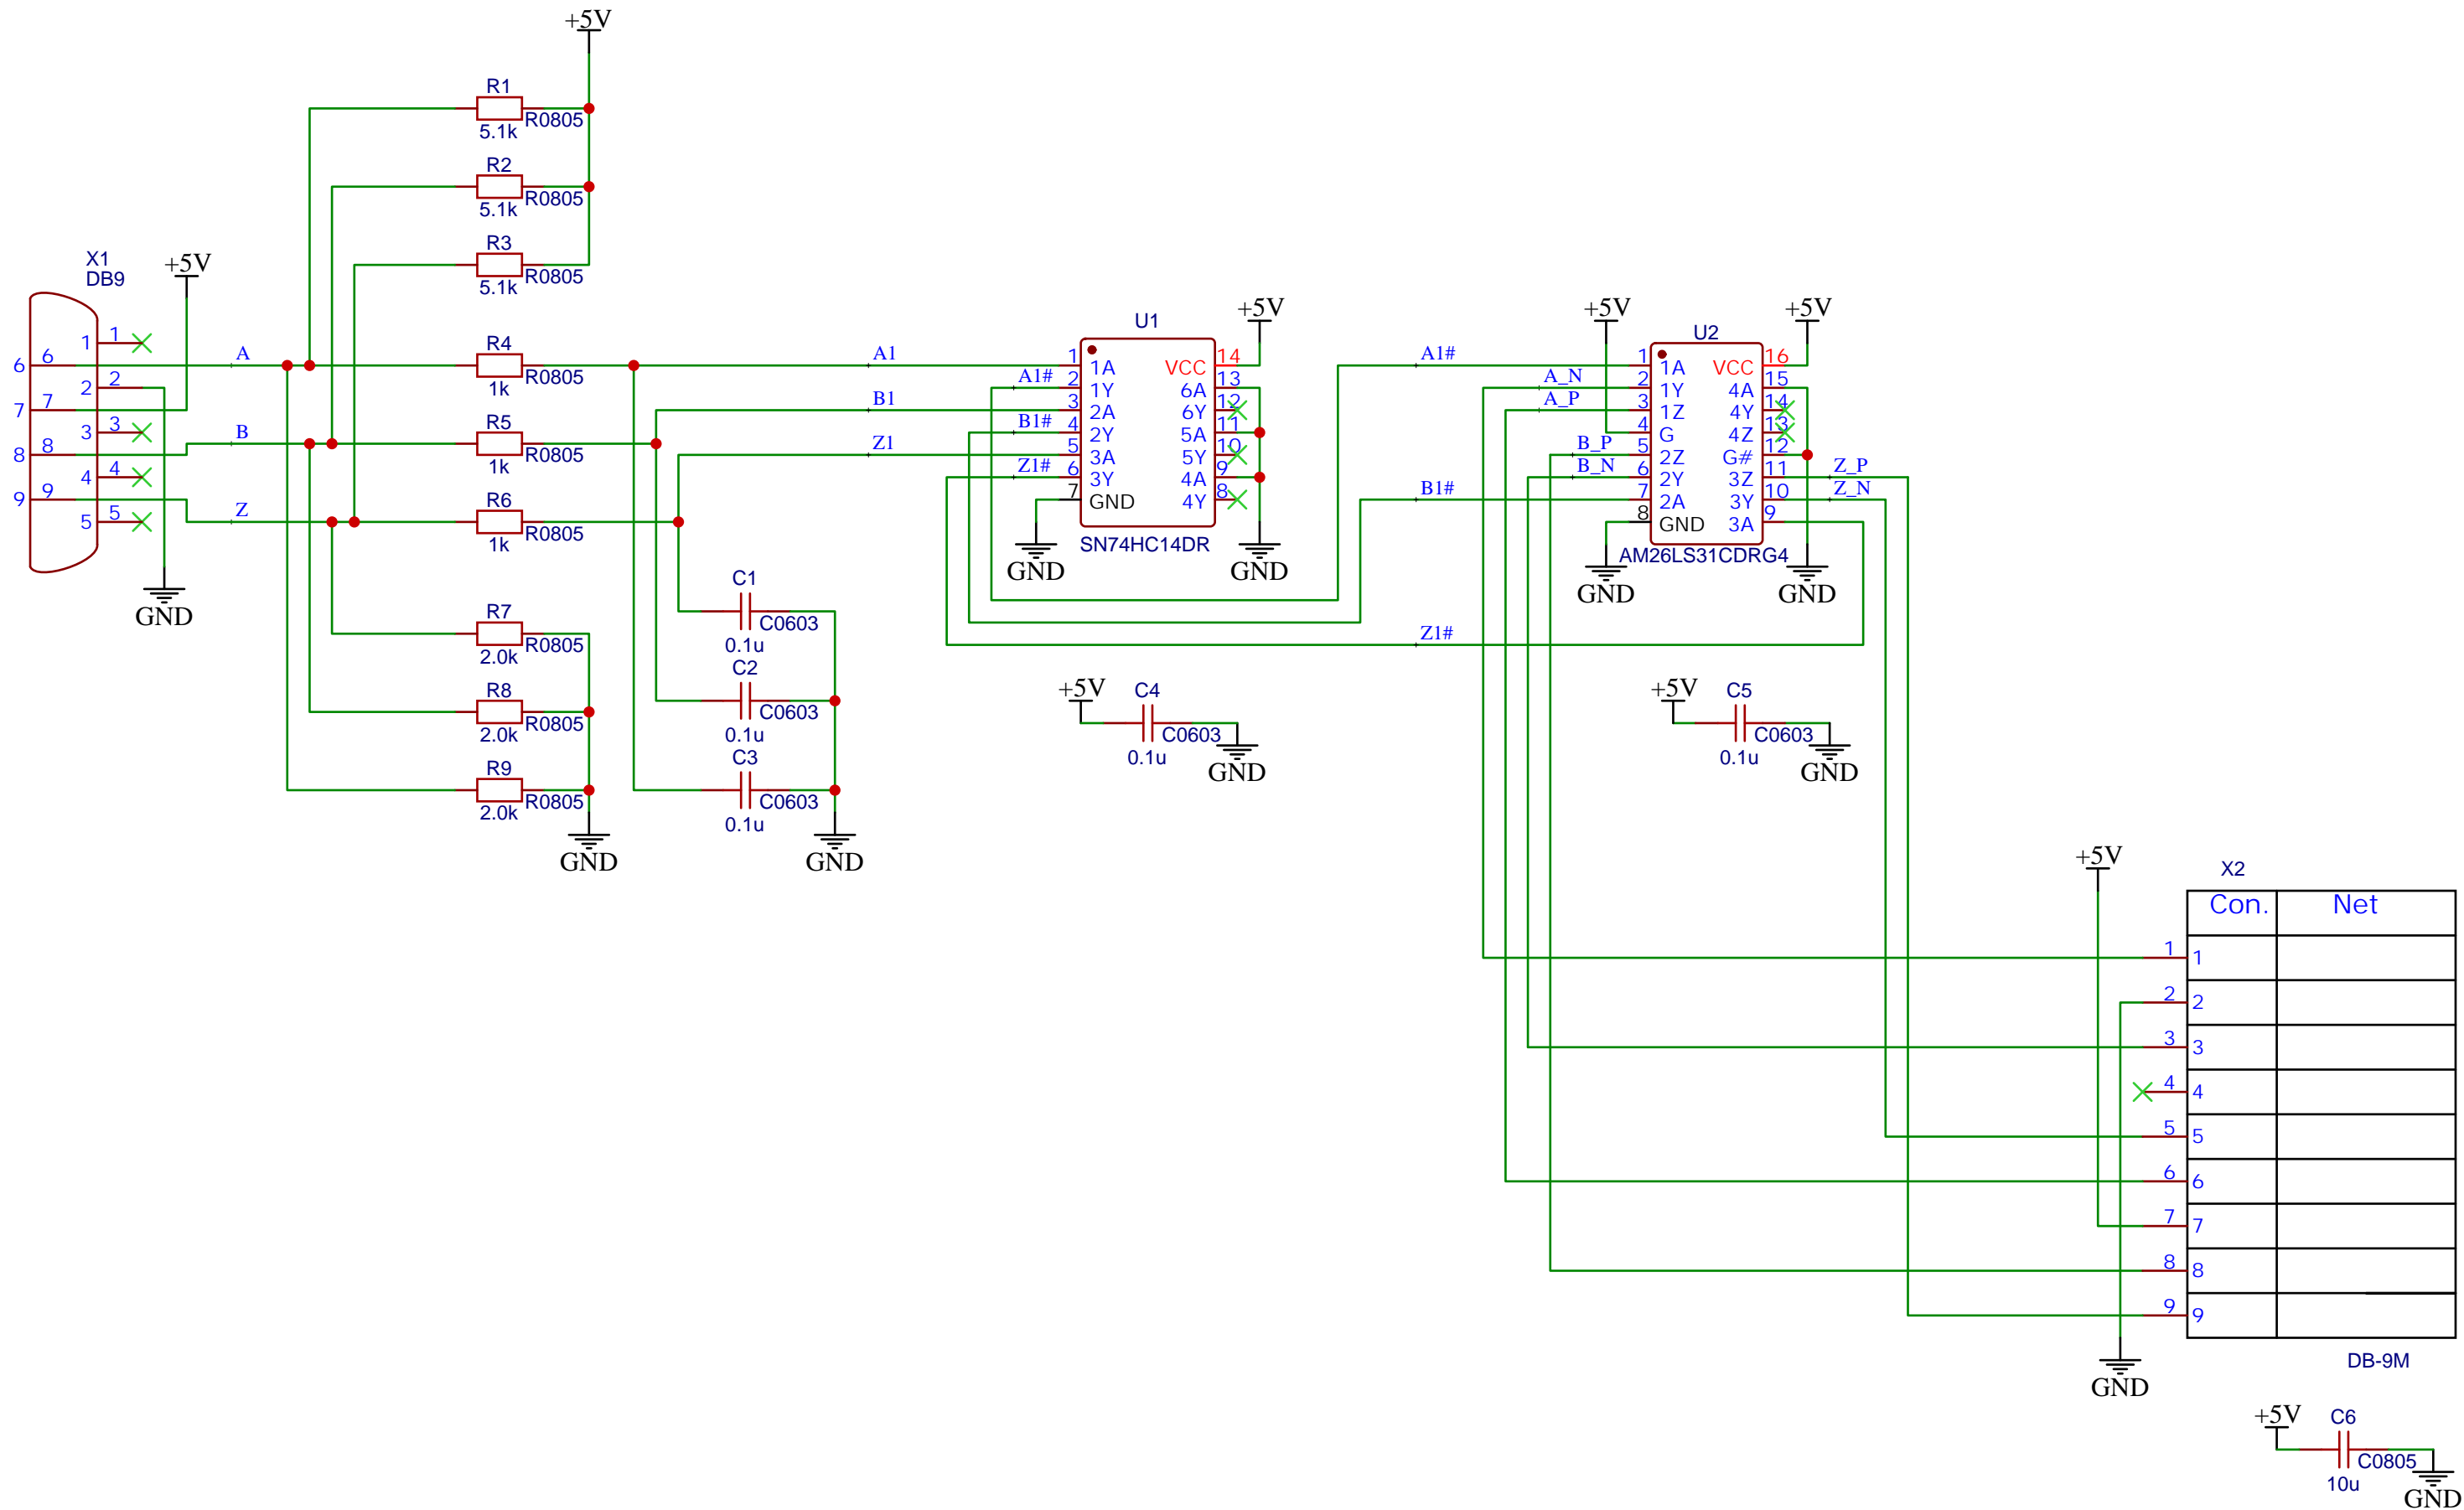 +5V
R1
R0805
5.1k
R2
R0805
5.1k
R3
R0805
5.1k
X1
DB9
+5V
1 1
6 6
2 2
7 7
3 3
8 8
4 4
9 9
5 5
GND
A
B
Z
R4
R0805
1k
R5
R0805
1k
R6
R0805
1k
R7
R0805
2.0k
R8
R0805
2.0k
R9
R0805
2.0k
GND
C1
C0603
0.1u
C2
C0603
0.1u
C3
C0603
0.1u
GND
A1
B1
Z1
A1#
B1#
Z1#
U1
+5V
1 1A VCC 14
2 1Y 6A 13
3 2A 6Y 12
4 2Y 5A 11
5 3A 5Y 10
6 3Y 4A 9
7 GND 4Y 8
SN74HC14DR
GND
GND
+5V
C4
C0603
0.1u
GND
A1#
B1#
Z1#
A_N
A_P
B_P
B_N
+5V
U2
+5V
1 1A VCC 16
2 1Y 4A 15
3 1Z 4Y 14
4 G 4Z 13
5 2Z G# 12
6 2Y 3Z 11
7 2A 3Y 10
8 GND 3A 9
AM26LS31CDRG4
GND
GND
Z_P
Z_N
+5V
C5
C0603
0.1u
GND
+5V
X2
Con. Net
1 1
2 2
3 3
4 4
5 5
6 6
7 7
8 8
9 9
DB-9M
GND
+5V
C6
C0805
10u
GND